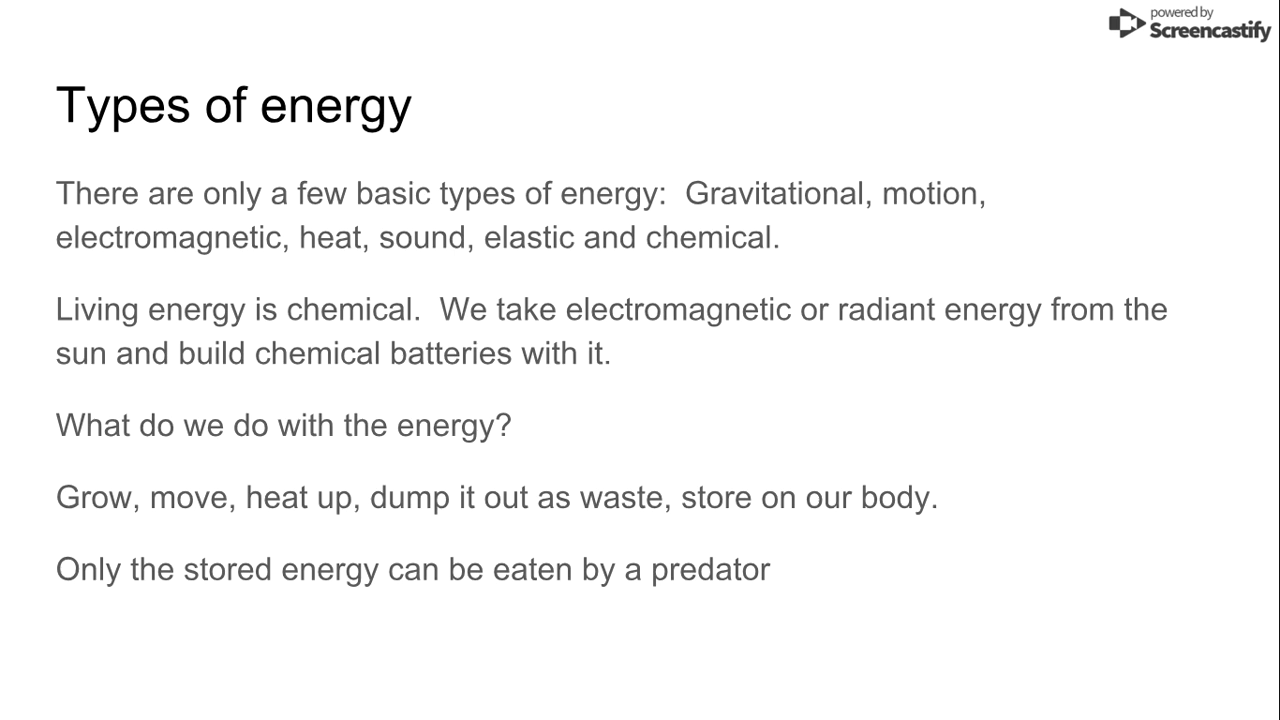 powered by
Screencastify
Types of energy
There are only a few basic types of energy:  Gravitational, motion,
electromagnetic, heat, sound, elastic and chemical.
Living energy is chemical.  We take electromagnetic or radiant energy from the
sun and build chemical batteries with it.
What do we do with the energy?
Grow, move, heat up, dump it out as waste, store on our body.
Only the stored energy can be eaten by a predator